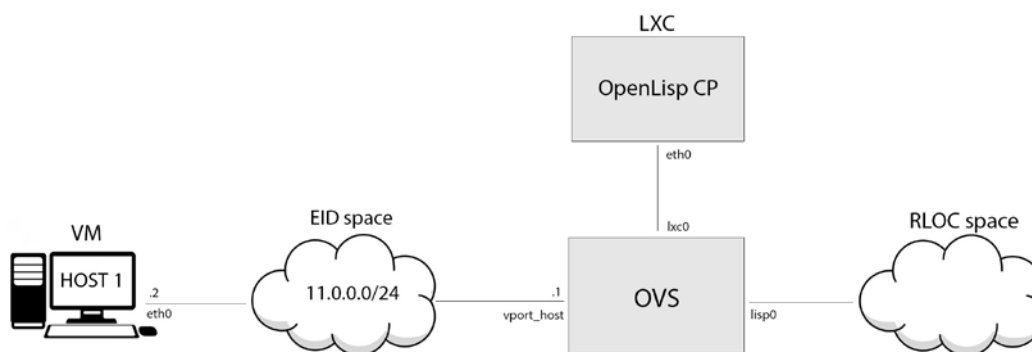 LXC
OpenLisp CP
eth0
lxc0
EID space
RLOC space
VM
HOST 1
11.0.0.0/24
OVS
.2
eth0
.1
vport_host
lisp0